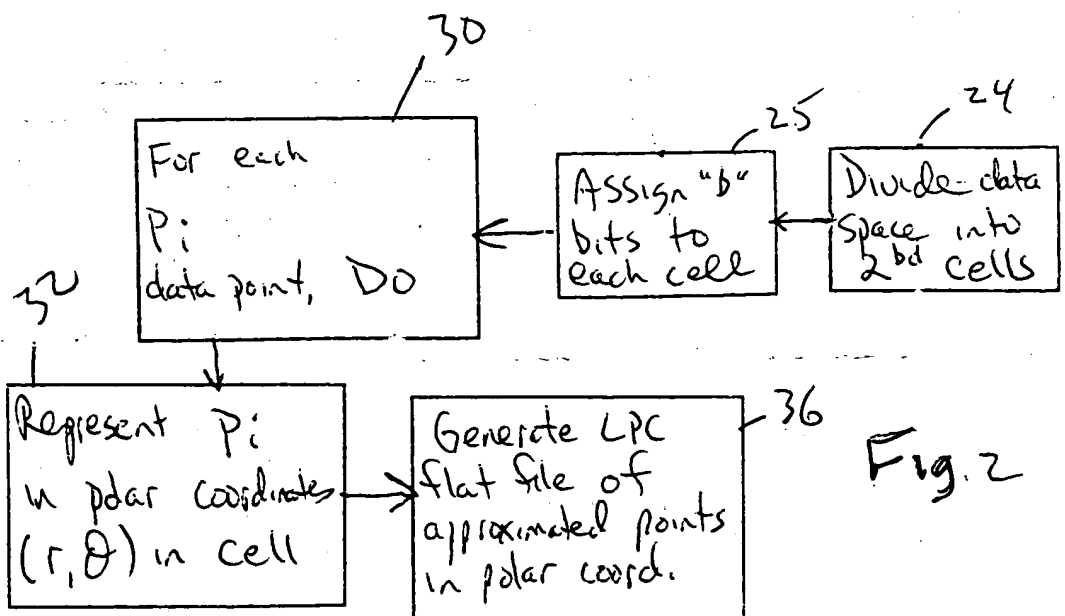 30
For each
Pi
data point, DO
25
Assign "b"
bits to
each cell
24
Divide data
space into
2^bd cells
32
Represent Pi
in polar coordinates
(r, θ) in cell
36
Generate LPC
flat file of
approximated points
in polar coord.
Fig. 2